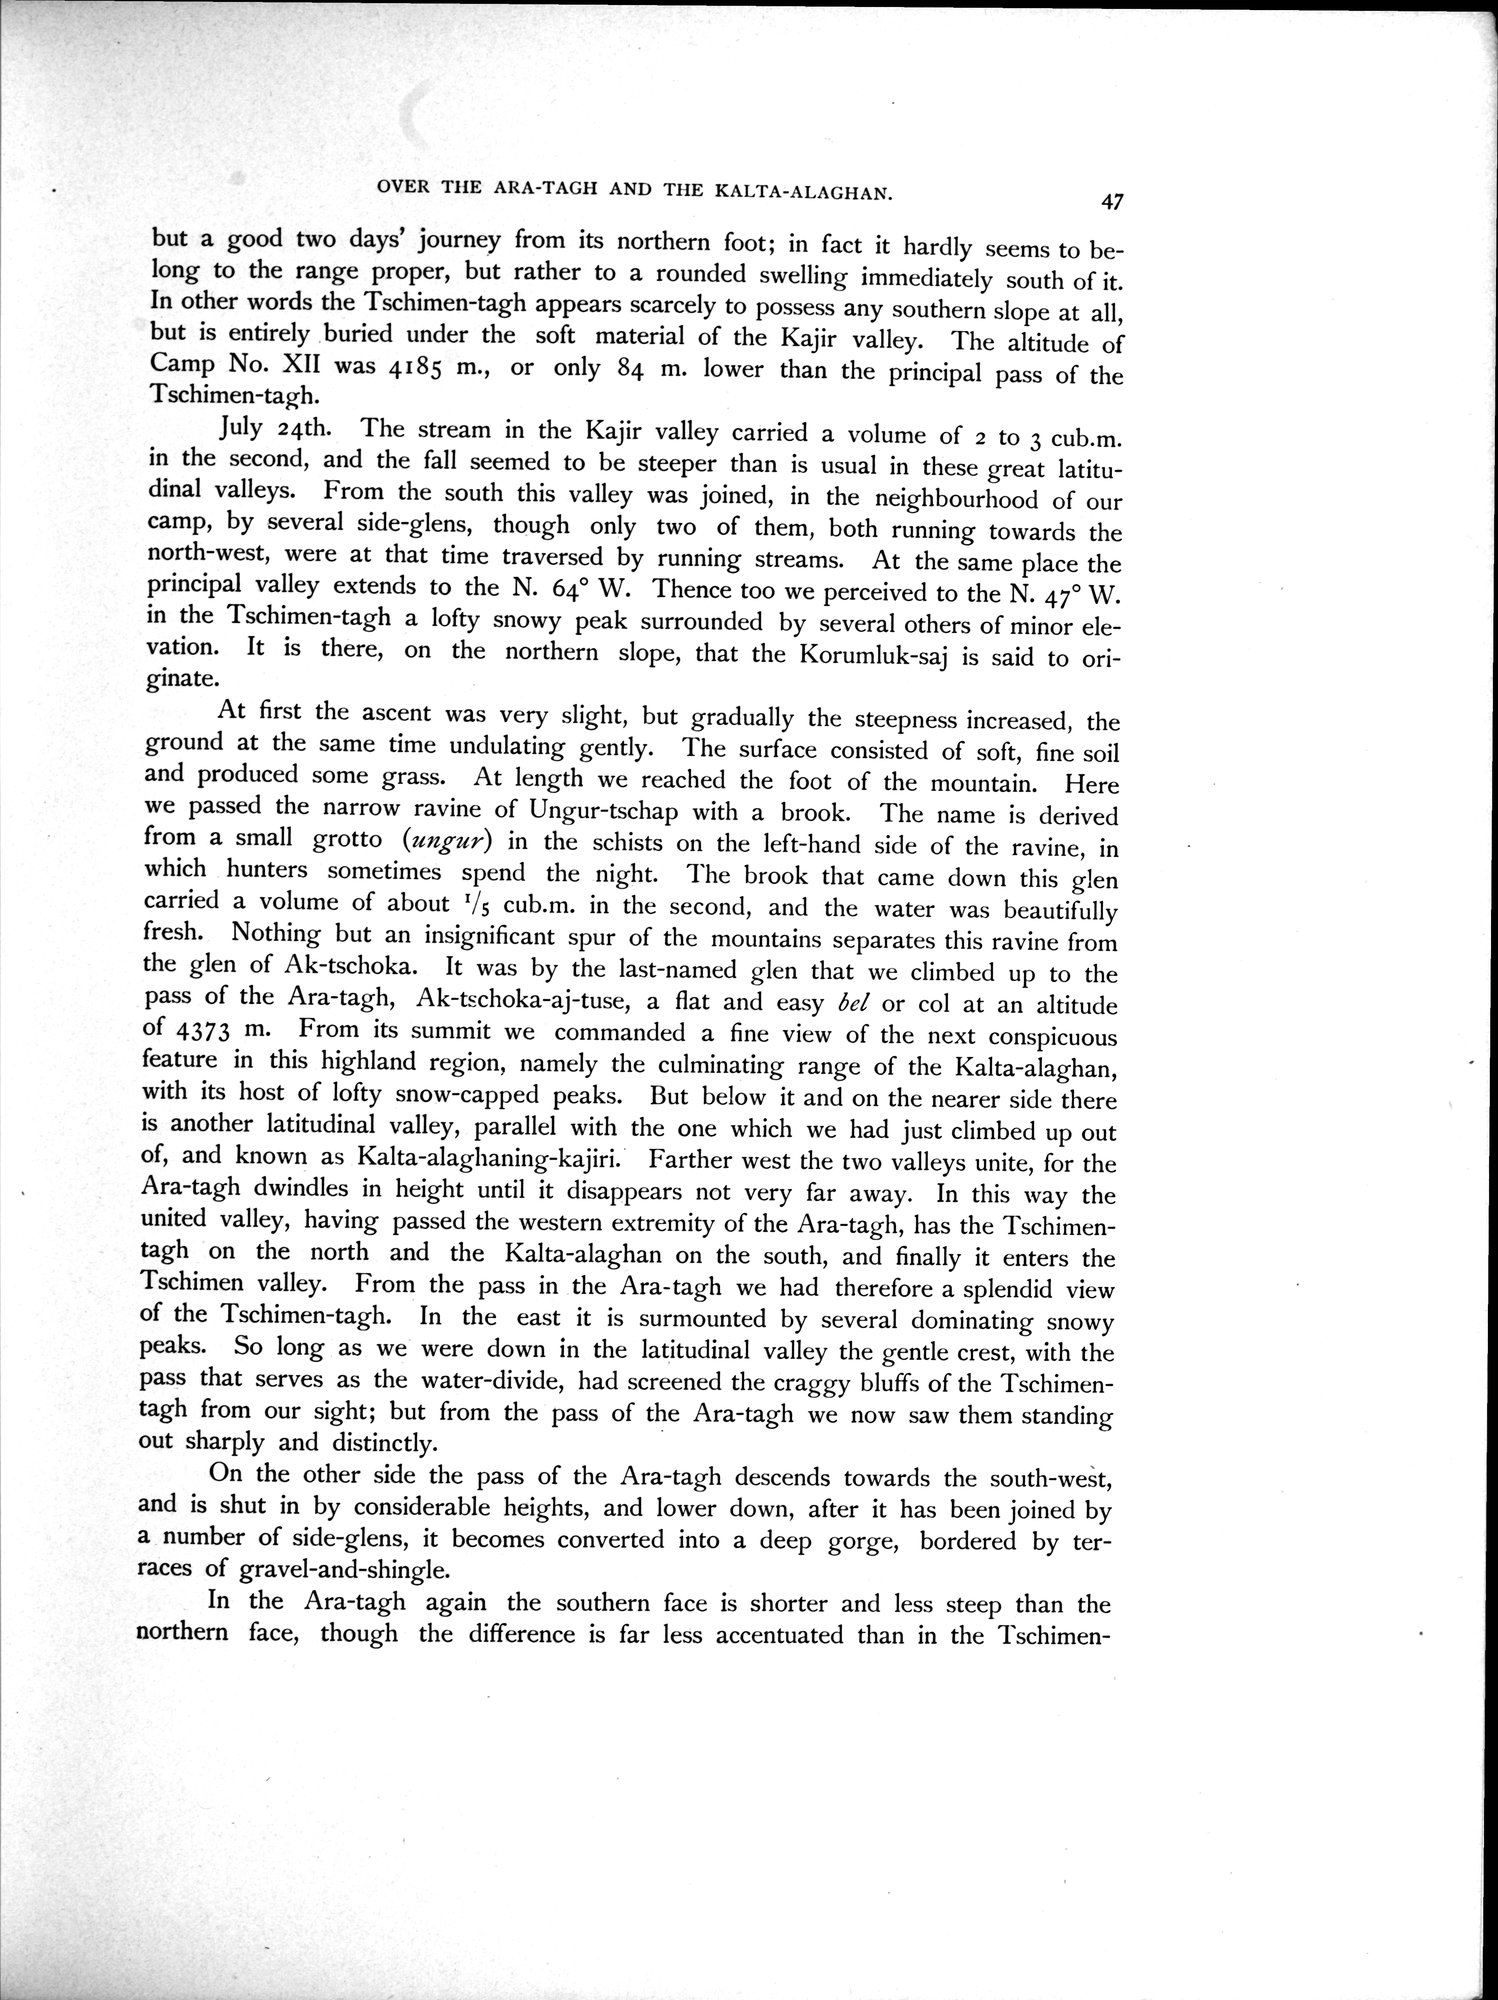 OVER THE ARA-TAGH AND THE KALTA-ALAGHAN.
47
but a good two days' journey from its northern foot; in fact it hardly seems to be-
long to the range proper, but rather to a rounded swelling immediately south of it.
In other words the Tschimen-tagh appears scarcely to possess any southern slope at all,
but is entirely buried under the soft material of the Kajir valley. The altitude of
Camp No. XII was 4185 m., or only 84 m. lower than the principal pass of the
Tschimen-tagh.
July 24th. The stream in the Kajir valley carried a volume of 2 to 3 cub.m.
in the second, and the fall seemed to be steeper than is usual in these great latitu-
dinal valleys. From the south this valley was joined, in the neighbourhood of our
camp, by several side-glens, though only two of them, both running towards the
north-west, were at that time traversed by running streams. At the same place the
principal valley extends to the N. 64° W. Thence too we perceived to the N. 47° W.
in the Tschimen-tagh a lofty snowy peak surrounded by several others of minor ele-
vation. It is there, on the northern slope, that the Korumluk-saj is said to ori-
ginate.
At first the ascent was very slight, but gradually the steepness increased, the
ground at the same time undulating gently. The surface consisted of soft, fine soil
and produced some grass. At length we reached the foot of the mountain. Here
we passed the narrow ravine of Ungur-tschap with a brook. The name is derived
from a small grotto (ungur) in the schists on the left-hand side of the ravine, in
which hunters sometimes spend the night. The brook that came down this glen
carried a volume of about 1/5 cub.m. in the second, and the water was beautifully
fresh. Nothing but an insignificant spur of the mountains separates this ravine from
the glen of Ak-tschoka. It was by the last-named glen that we climbed up to the
pass of the Ara-tagh, Ak-tschoka-aj-tuse, a flat and easy bel or col at an altitude
of 4373 m. From its summit we commanded a fine view of the next conspicuous
feature in this highland region, namely the culminating range of the Kalta-alaghan,
with its host of lofty snow-capped peaks. But below it and on the nearer side there
is another latitudinal valley, parallel with the one which we had just climbed up out
of, and known as Kalta-alaghaning-kajiri. Farther west the two valleys unite, for the
Ara-tagh dwindles in height until it disappears not very far away. In this way the
united valley, having passed the western extremity of the Ara-tagh, has the Tschimen-
tagh on the north and the Kalta-alaghan on the south, and finally it enters the
Tschimen valley. From the pass in the Ara-tagh we had therefore a splendid view
of the Tschimen-tagh. In the east it is surmounted by several dominating snowy
peaks. So long as we were down in the latitudinal valley the gentle crest, with the
pass that serves as the water-divide, had screened the craggy bluffs of the Tschimen-
tagh from our sight; but from the pass of the Ara-tagh we now saw them standing
out sharply and distinctly.
On the other side the pass of the Ara-tagh descends towards the south-west,
and is shut in by considerable heights, and lower down, after it has been joined by
a number of side-glens, it becomes converted into a deep gorge, bordered by ter-
races of gravel-and-shingle.
In the Ara-tagh again the southern face is shorter and less steep than the
northern face, though the difference is far less accentuated than in the Tschimen-